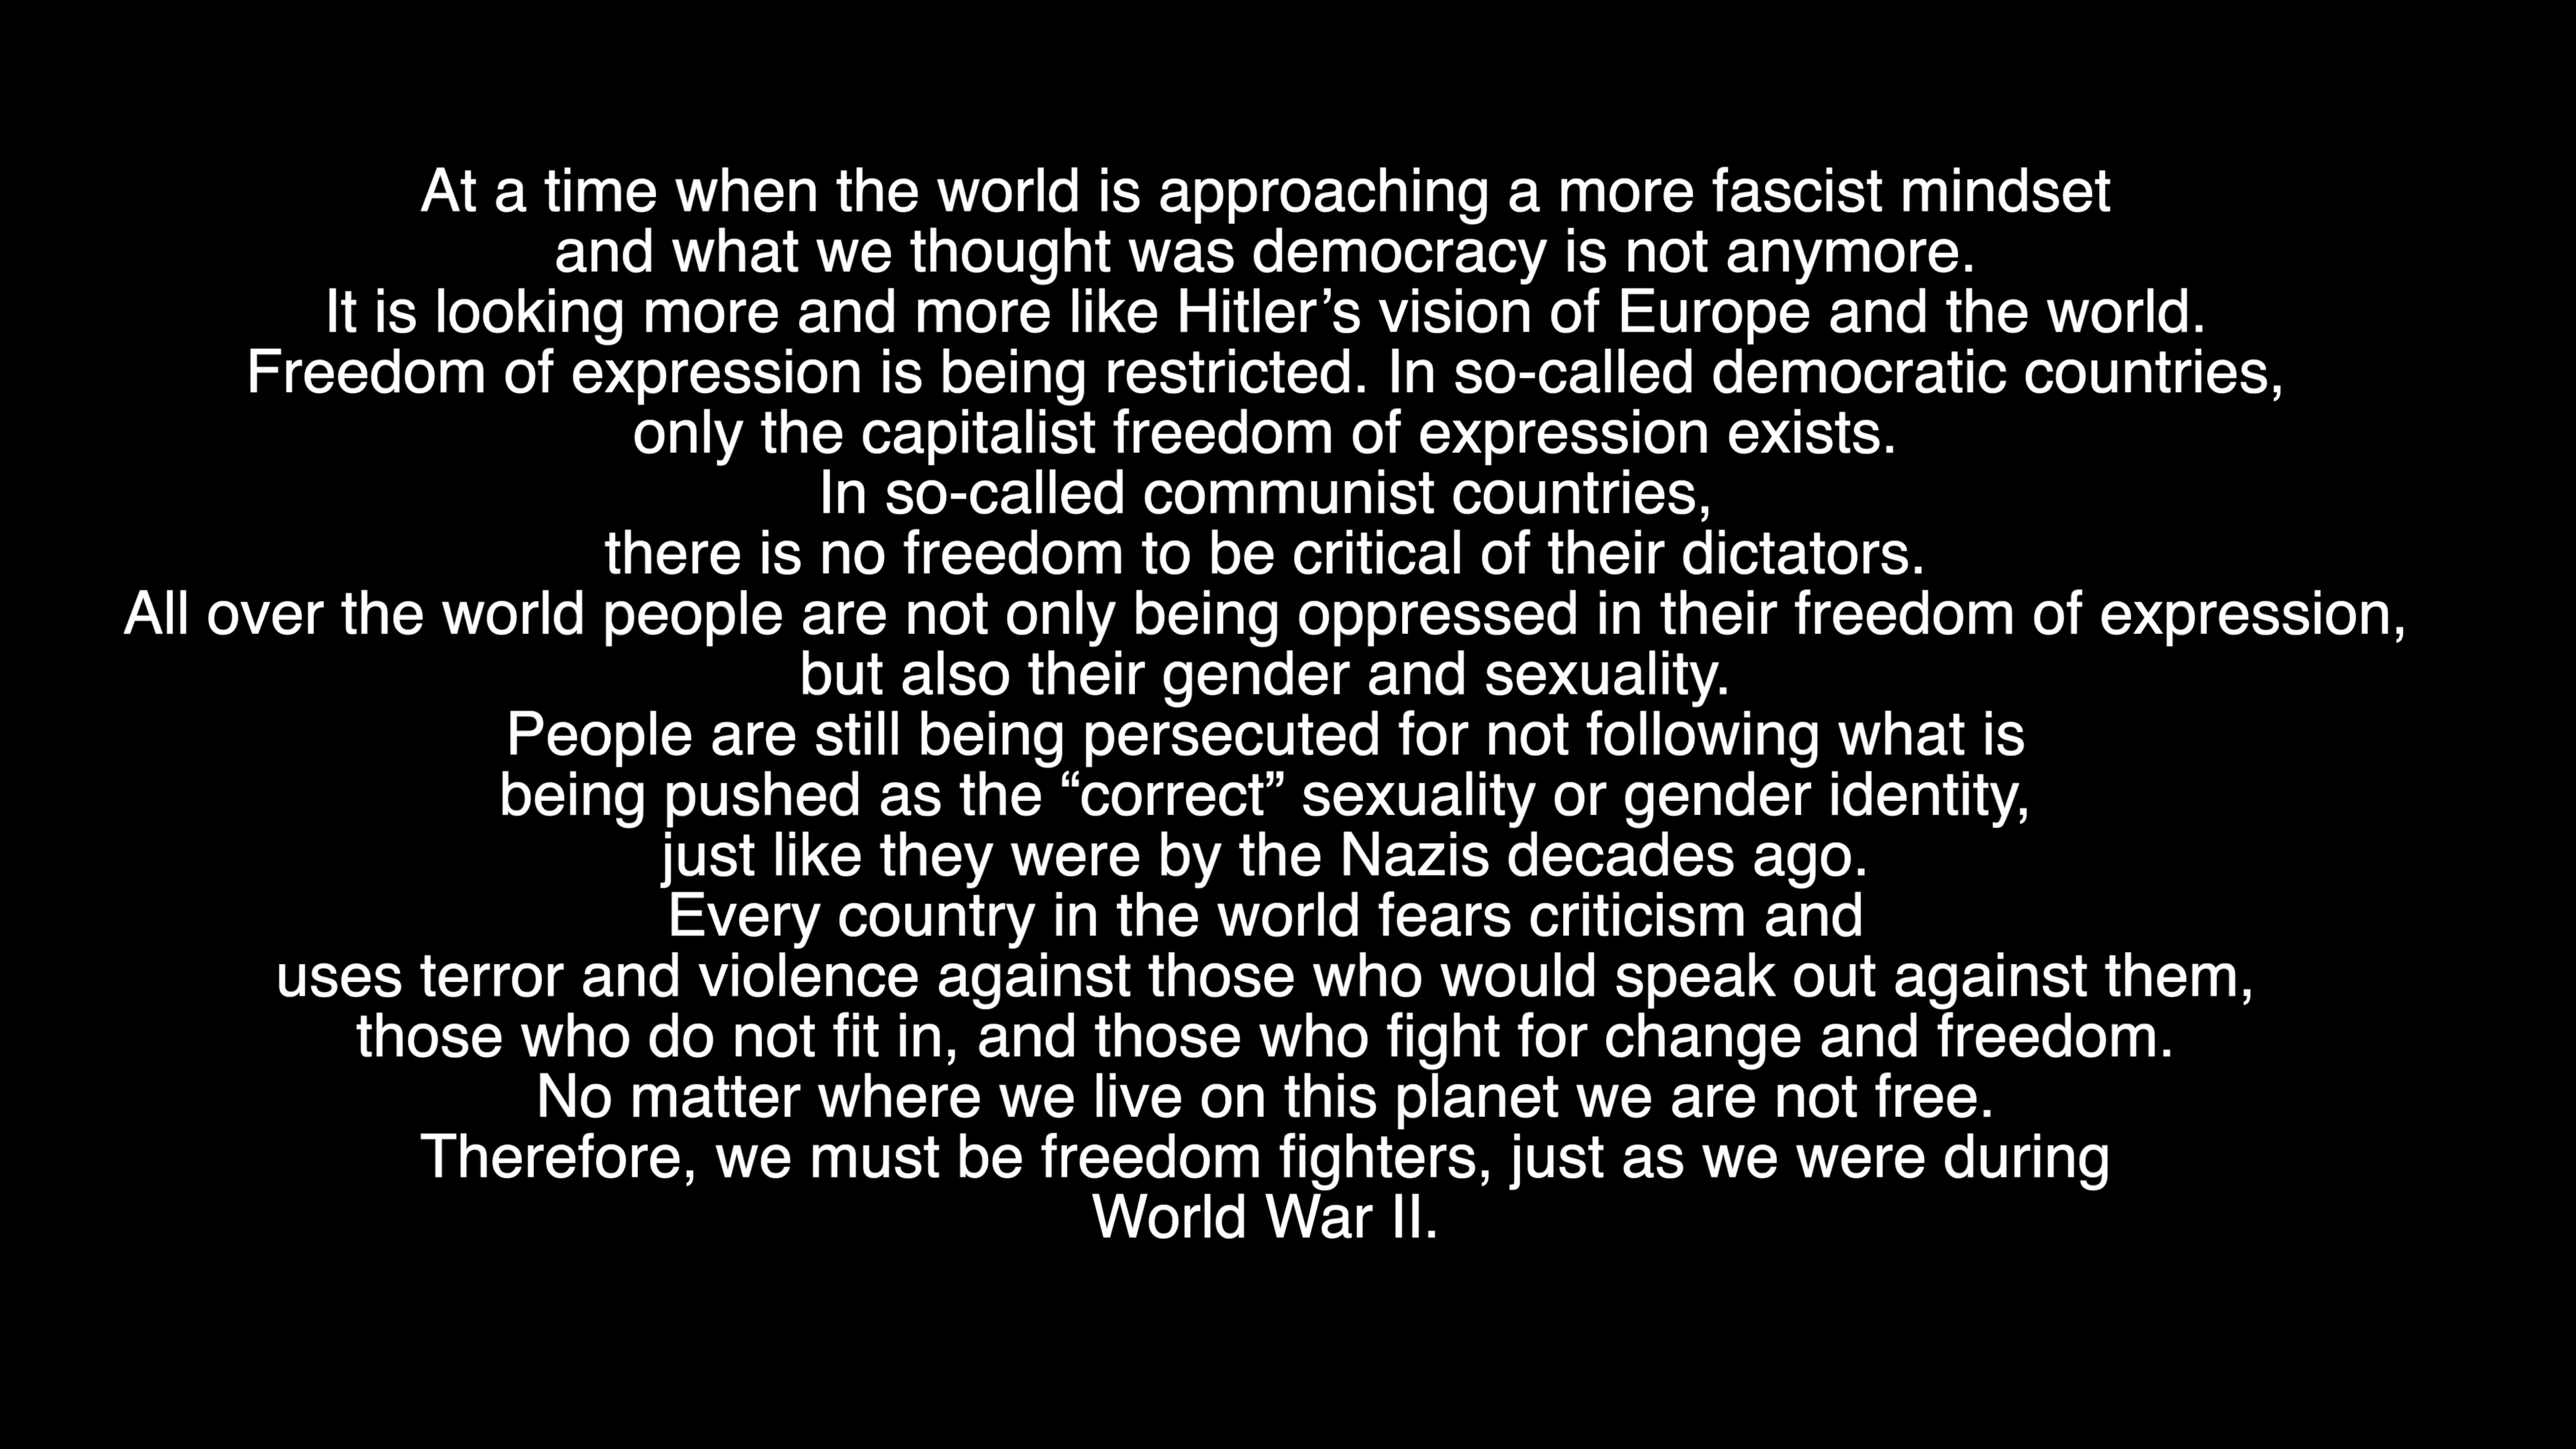 At a time when the world is approaching a more fascist mindset
and what we thought was democracy is not anymore.
It is looking more and more like Hitler’s vision of Europe and the world.
Freedom of expression is being restricted. In so-called democratic countries,
only the capitalist freedom of expression exists.
In so-called communist countries,
there is no freedom to be critical of their dictators.
All over the world people are not only being oppressed in their freedom of expression,
but also their gender and sexuality.
People are still being persecuted for not following what is
being pushed as the “correct” sexuality or gender identity,
just like they were by the Nazis decades ago.
Every country in the world fears criticism and
uses terror and violence against those who would speak out against them,
those who do not fit in, and those who fight for change and freedom.
No matter where we live on this planet we are not free.
Therefore, we must be freedom fighters, just as we were during
World War II.